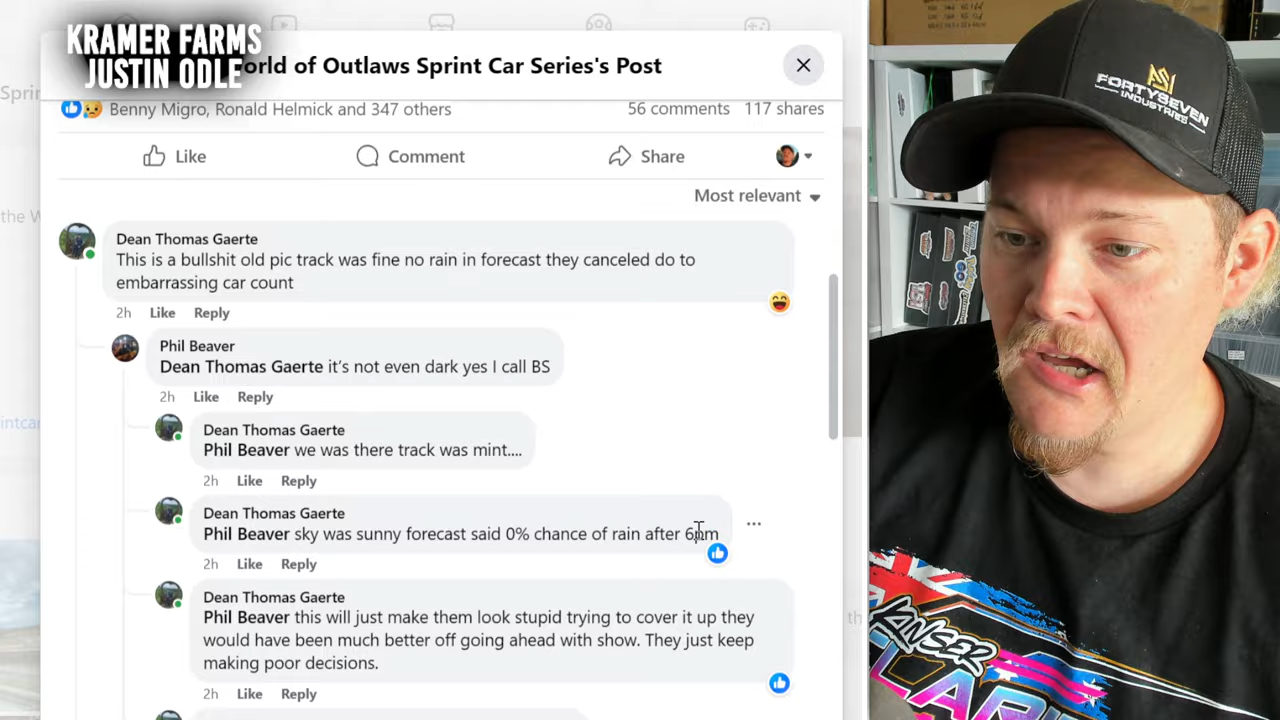 KRAMER FARMS
JUSTIN ODLE
orld of Outlaws Sprint Car Series's Post
Benny Migro, Ronald Helmick and 347 others
56 comments 117 shares
Like
Comment
Share
Most relevant
Dean Thomas Gaerte
This is a bullshit old pic track was fine no rain in forecast they canceled do to
embarrassing car count
2h Like Reply
Phil Beaver
Dean Thomas Gaerte it's not even dark yes I call BS
2h Like Reply
Dean Thomas Gaerte
Phil Beaver we was there track was mint....
2h Like Reply
Dean Thomas Gaerte
Phil Beaver sky was sunny forecast said 0% chance of rain after 6pm
2h Like Reply
Dean Thomas Gaerte
Phil Beaver this will just make them look stupid trying to cover it up they
would have been much better off going ahead with show. They just keep
making poor decisions.
2h Like Reply
Sprin
the W
intcar
th
FORTYSEVEN
INDUSTRIES